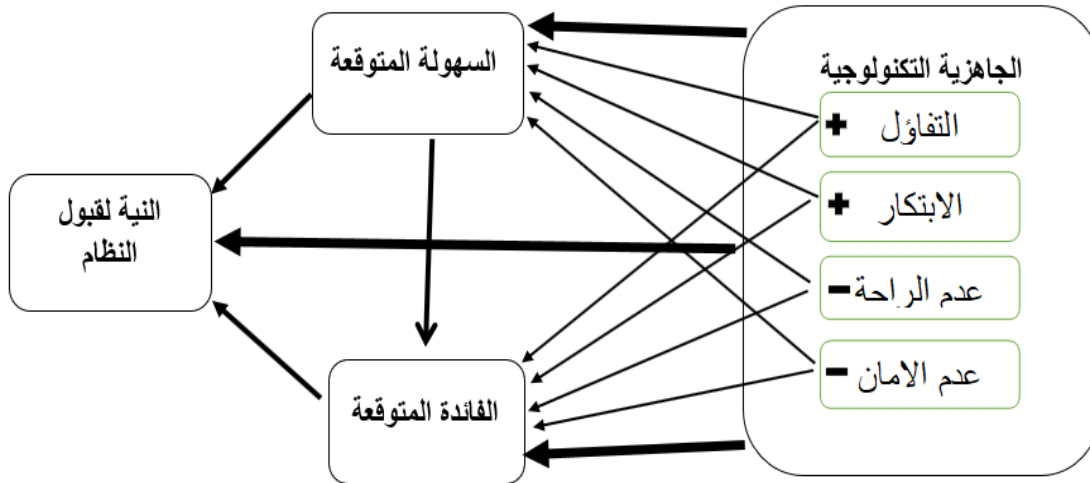 الجاهزية التكنولوجية
+ التفاؤل
+ الابتكار
- عدم الراحة
- عدم الامان
السهولة المتوقعة
الفائدة المتوقعة
النية لقبول
النظام